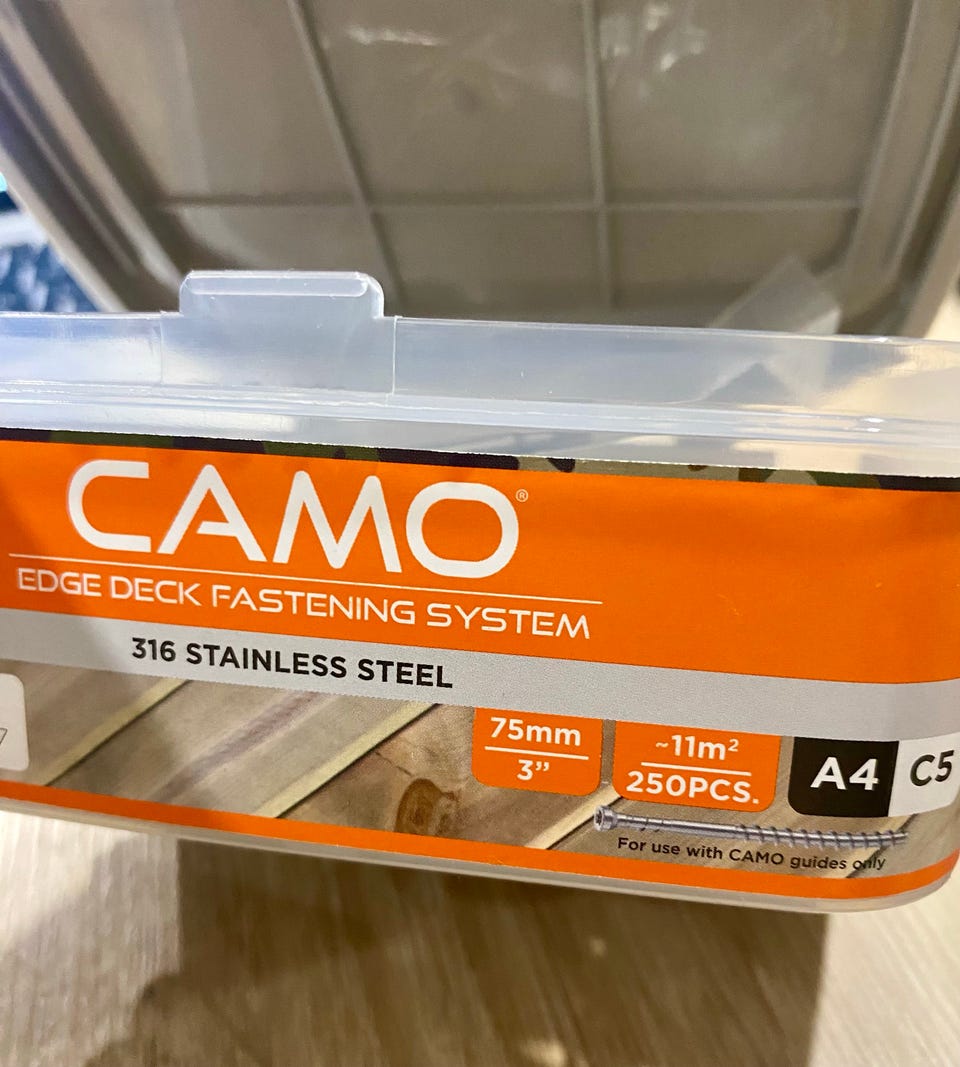 CAMO®
EDGE DECK FASTENING SYSTEM
316 STAINLESS STEEL
75mm
3”
~11m²
250PCS.
A4
C5
For use with CAMO guides only